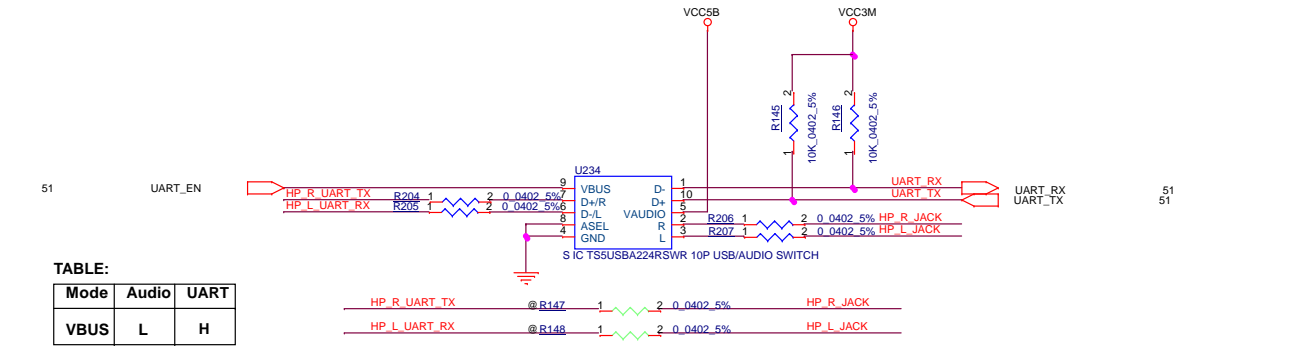 VCC5B
VCC3M
R145
2
1
10K_0402_5%
R146
2
1
10K_0402_5%
U234
51
UART_EN
9
VBUS
D-
1
UART_RX
UART_RX
51
HP_R_UART_TX
R204
1
2
0_0402_5%
7
D+/R
D+
10
UART_TX
UART_TX
51
HP_L_UART_RX
R205
1
2
0_0402_5%
6
D-/L
VAUDIO
5
8
ASEL
R
2
R206
1
2
0_0402_5%
HP_R_JACK
4
GND
L
3
R207
1
2
0_0402_5%
HP_L_JACK
S IC TS5USBA224RSWR 10P USB/AUDIO SWITCH
TABLE:
Mode Audio UART
VBUS L H
HP_R_UART_TX
@ R147
1
2
0_0402_5%
HP_R_JACK
HP_L_UART_RX
@ R148
1
2
0_0402_5%
HP_L_JACK